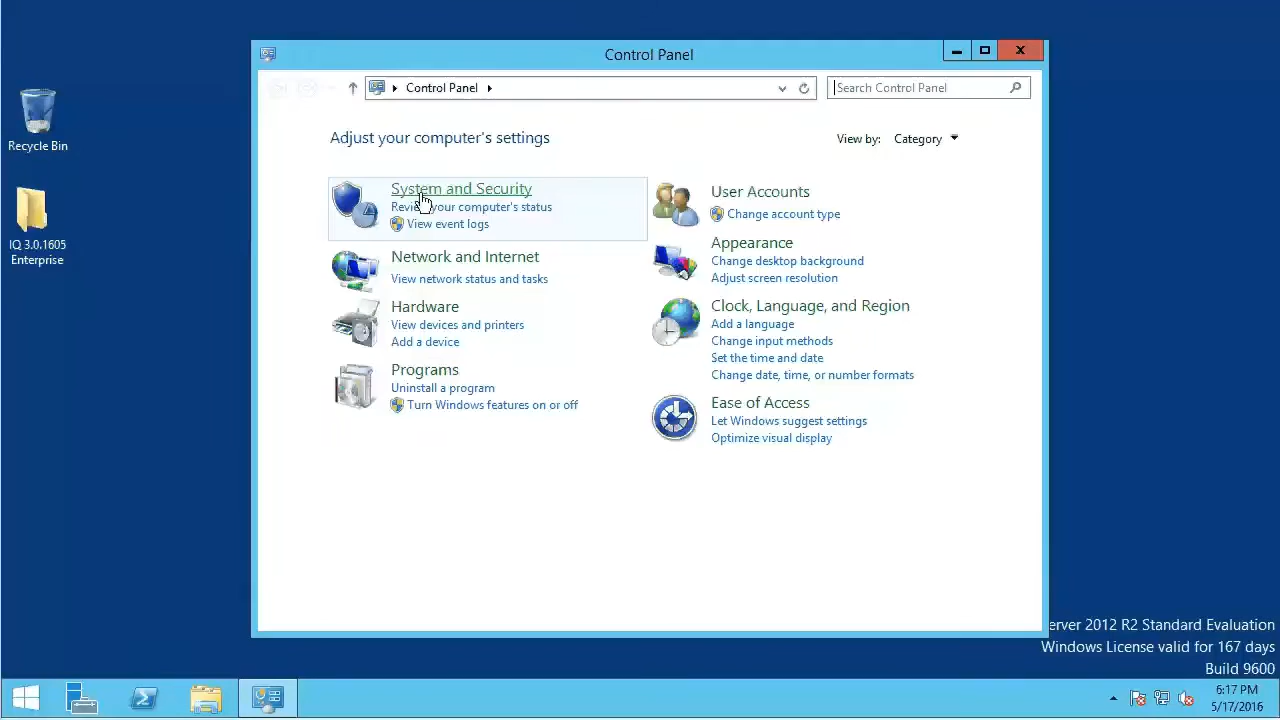 Control Panel
Control Panel
Search Control Panel
Adjust your computer's settings
View by: Category
System and Security
your computer's status
View event logs
Network and Internet
View network status and tasks
Hardware
View devices and printers
Add a device
Programs
Uninstall a program
Turn Windows features on or off
User Accounts
Change account type
Appearance
Change desktop background
Adjust screen resolution
Clock, Language, and Region
Add a language
Change input methods
Set the time and date
Change date, time, or number formats
Ease of Access
Let Windows suggest settings
Optimize visual display
Recycle Bin
IQ 3.0.1605
Enterprise
erver 2012 R2 Standard Evaluation
Windows License valid for 167 days
Build 9600
6:17 PM
5/17/2016